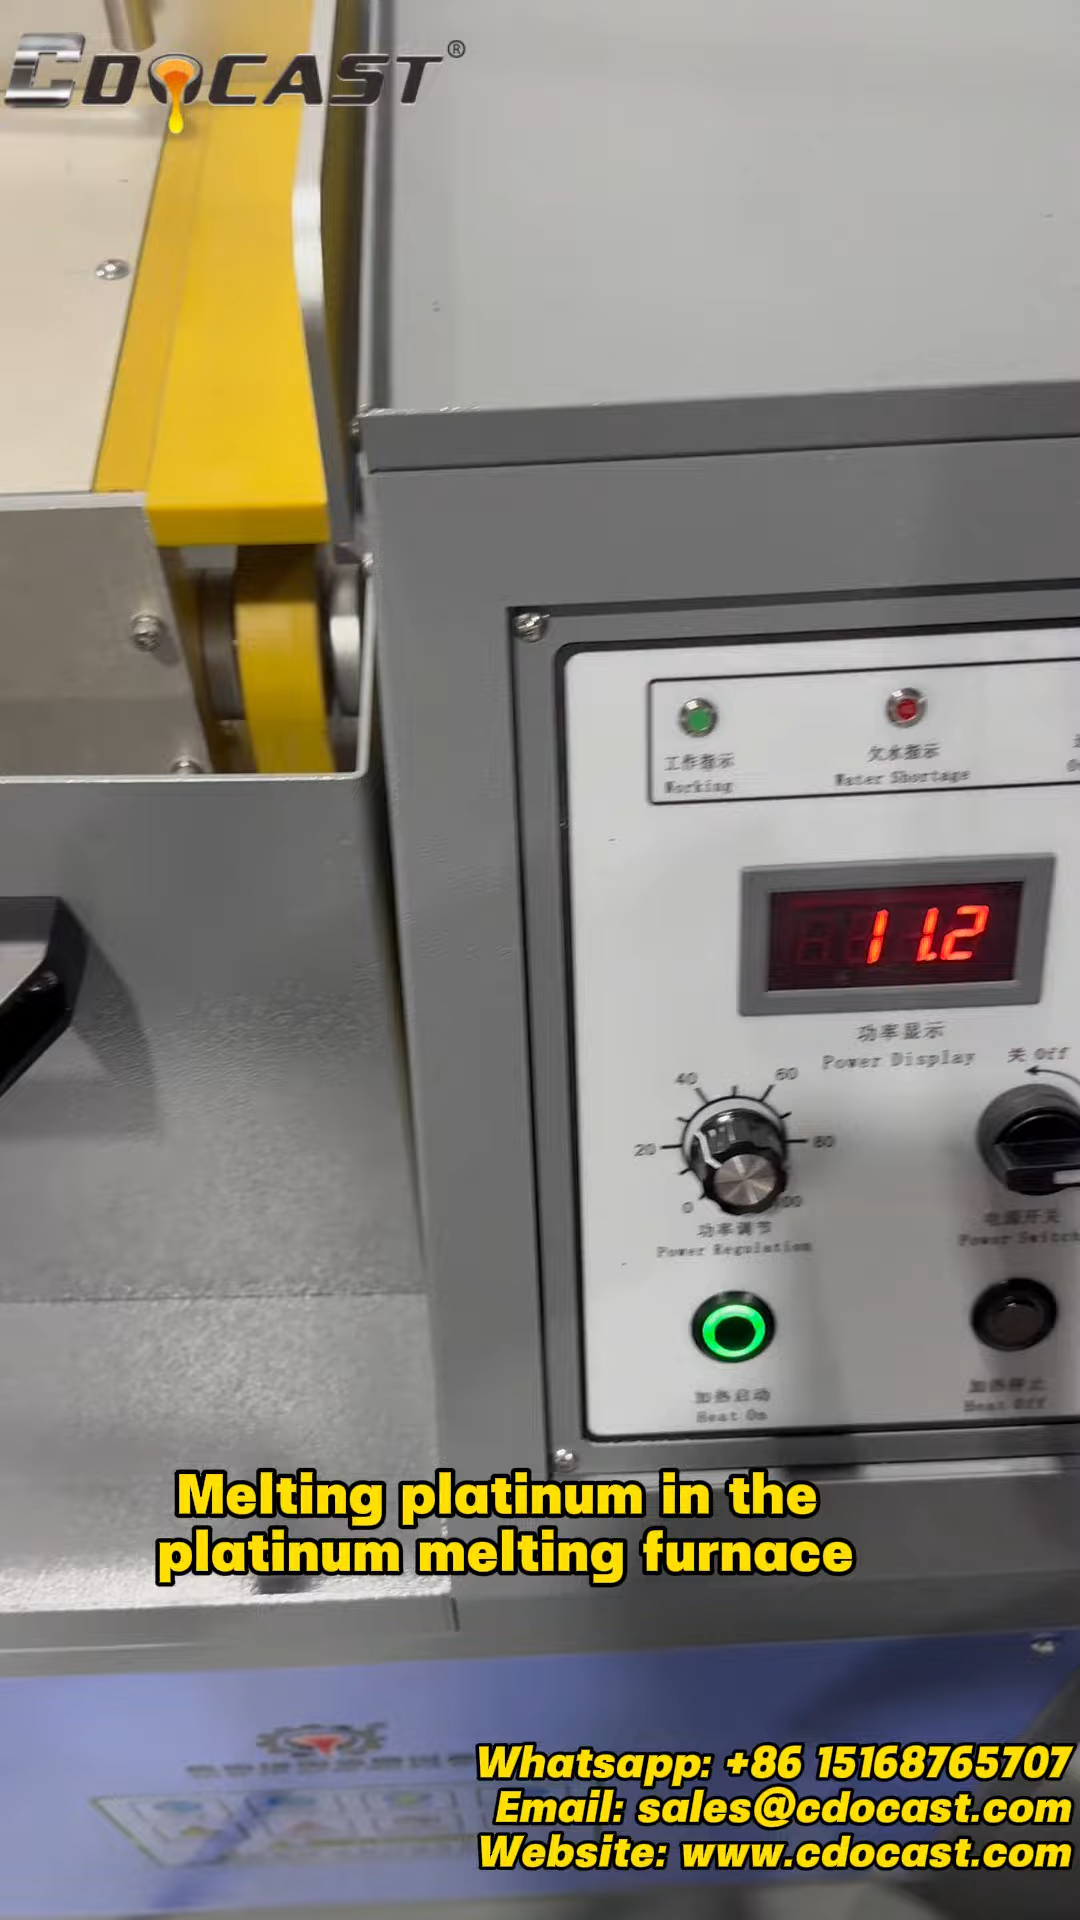 CDOCAST®
工作指示
Working
欠水指示
Water Shortage
11.2
功率显示
Power Display
关 Off
40
60
20
80
0
100
功率调节
Power Regulation
电源开关
Power Switch
加热启动
Heat On
加热停止
Heat Off
Melting platinum in the
platinum melting furnace
Whatsapp: +86 15168765707
Email: sales@cdocast.com
Website: www.cdocast.com